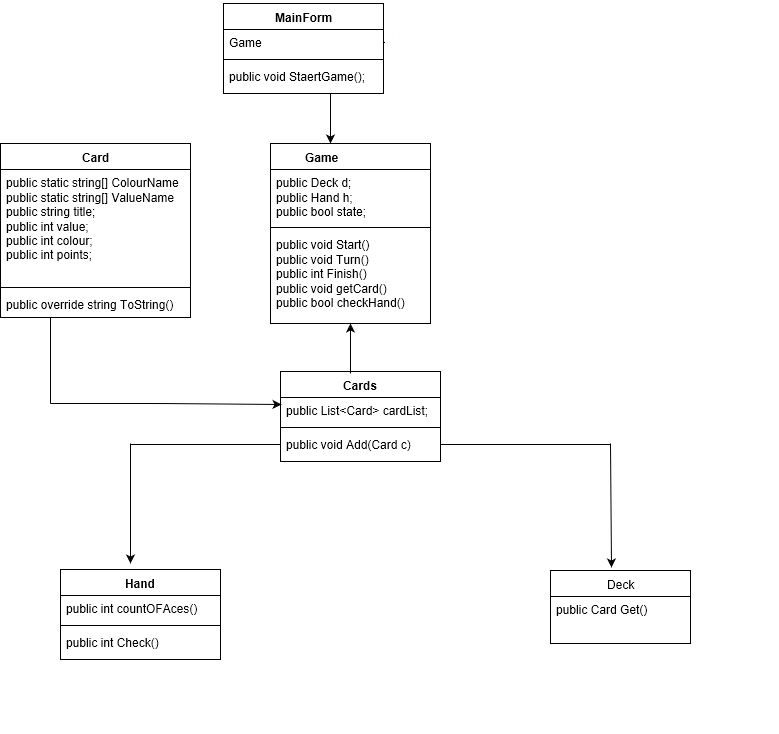 MainForm
Game
public void StaertGame();
Card
public static string[] ColourName
public static string[] ValueName
public string title;
public int value;
public int colour;
public int points;
public override string ToString()
Game
public Deck d;
public Hand h;
public bool state;
public void Start()
public void Turn()
public int Finish()
public void getCard()
public bool checkHand()
Cards
public List<Card> cardList;
public void Add(Card c)
Hand
public int countOFAces()
public int Check()
Deck
public Card Get()